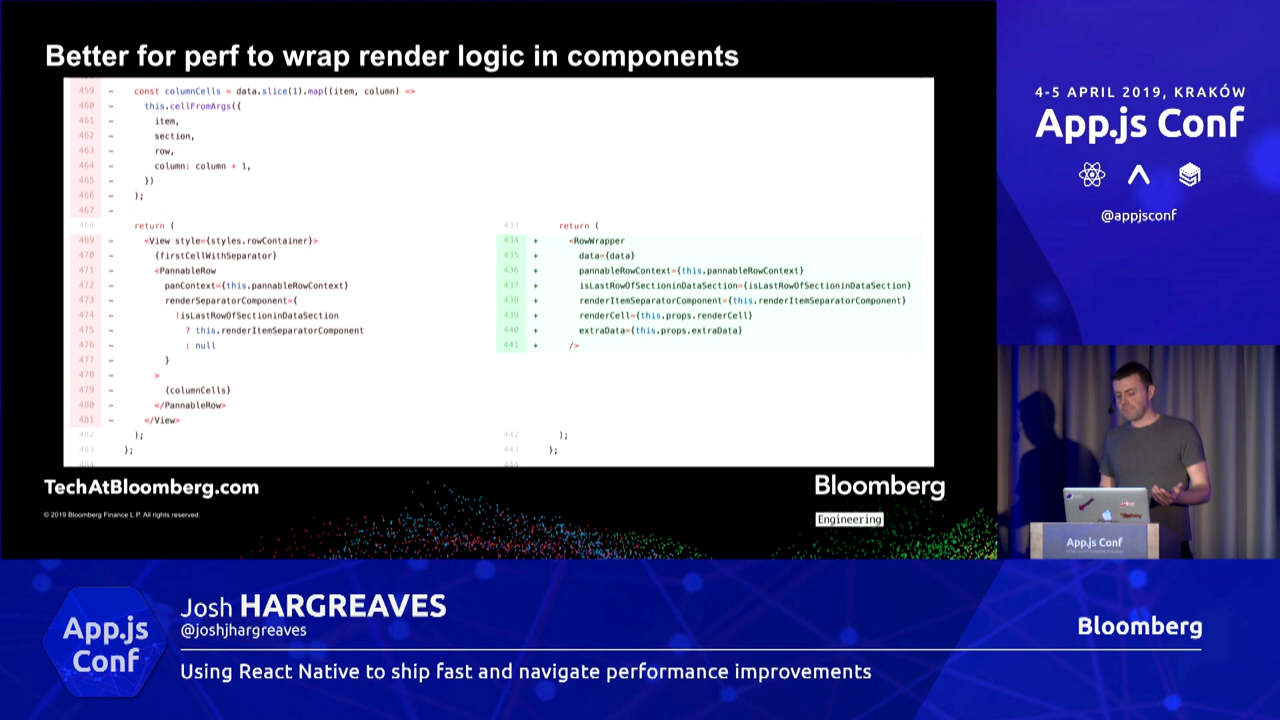 Better for perf to wrap render logic in components
459 - const columnCells = data.slice(1).map((item, column) =>
460 - this.cellFromArgs({
461 - item,
462 - section,
463 - row,
464 - column: column + 1,
465 - })
466 - );
467 -
468 return (
469 - <View style={styles.rowContainer}>
470 - {firstCellWithSeparator}
471 - <PannableRow
472 - panContext={this.pannableRowContext}
473 - renderSeparatorComponent={
474 - !isLastRowOfSectioninDataSection
475 - ? this.renderItemSeparatorComponent
476 - : null
477 - }
478 - >
479 - {columnCells}
480 - </PannableRow>
481 - </View>
482 );
483 };
433 return (
434 + <RowWrapper
435 + data={data}
436 + pannableRowContext={this.pannableRowContext}
437 + isLastRowOfSectioninDataSection={isLastRowOfSectioninDataSection}
438 + renderItemSeparatorComponent={this.renderItemSeparatorComponent}
439 + renderCell={this.props.renderCell}
440 + extraData={this.props.extraData}
441 + />
442 );
443 };
TechAtBloomberg.com
© 2019 Bloomberg Finance L.P. All rights reserved.
Bloomberg
Engineering
4-5 APRIL 2019, KRAKÓW
App.js Conf
@appjsconf
App.js Conf
App.js
Conf
Josh HARGREAVES
@joshjhargreaves
Using React Native to ship fast and navigate performance improvements
Bloomberg